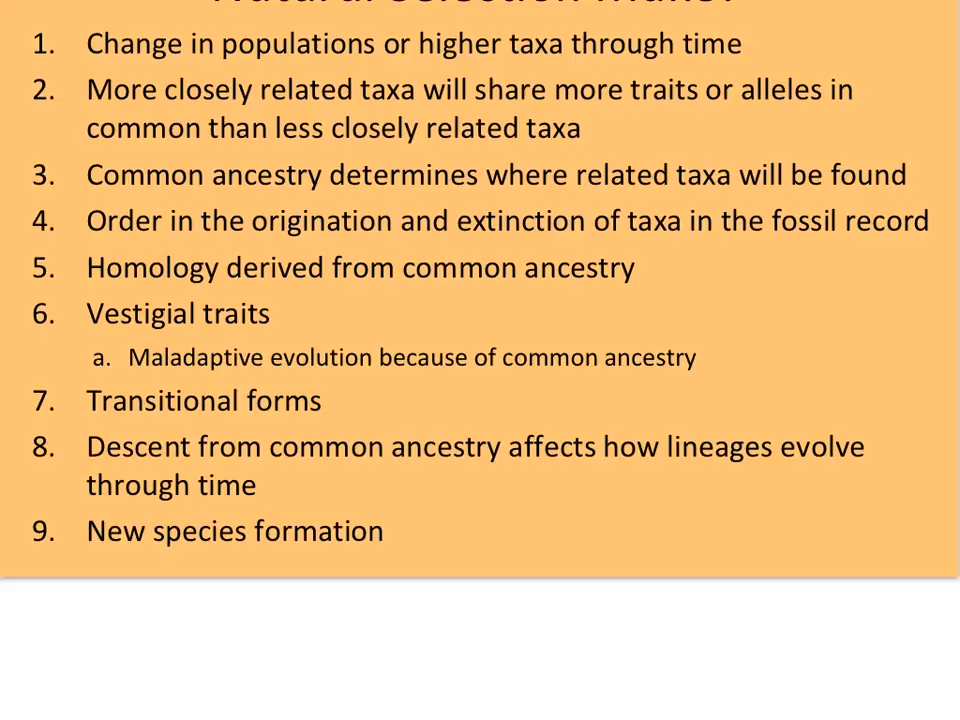 Natural Selection Make?
1. Change in populations or higher taxa through time
2. More closely related taxa will share more traits or alleles in
common than less closely related taxa
3. Common ancestry determines where related taxa will be found
4. Order in the origination and extinction of taxa in the fossil record
5. Homology derived from common ancestry
6. Vestigial traits
a. Maladaptive evolution because of common ancestry
7. Transitional forms
8. Descent from common ancestry affects how lineages evolve
through time
9. New species formation